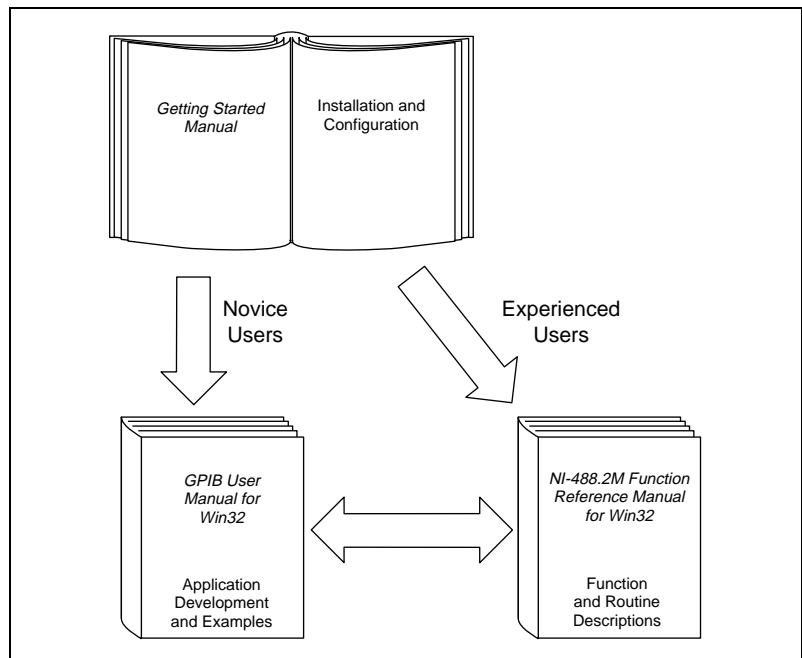 Getting Started
Manual
Installation and
Configuration
Novice
Users
Experienced
Users
GPIB User
Manual for
Win32
Application
Development
and Examples
NI-488.2M Function
Reference Manual
for Win32
Function
and Routine
Descriptions